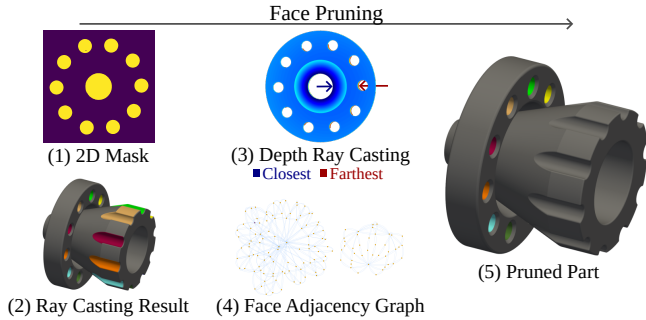 Face Pruning
(1) 2D Mask
(3) Depth Ray Casting
Closest Farthest
(2) Ray Casting Result
(4) Face Adjacency Graph
(5) Pruned Part